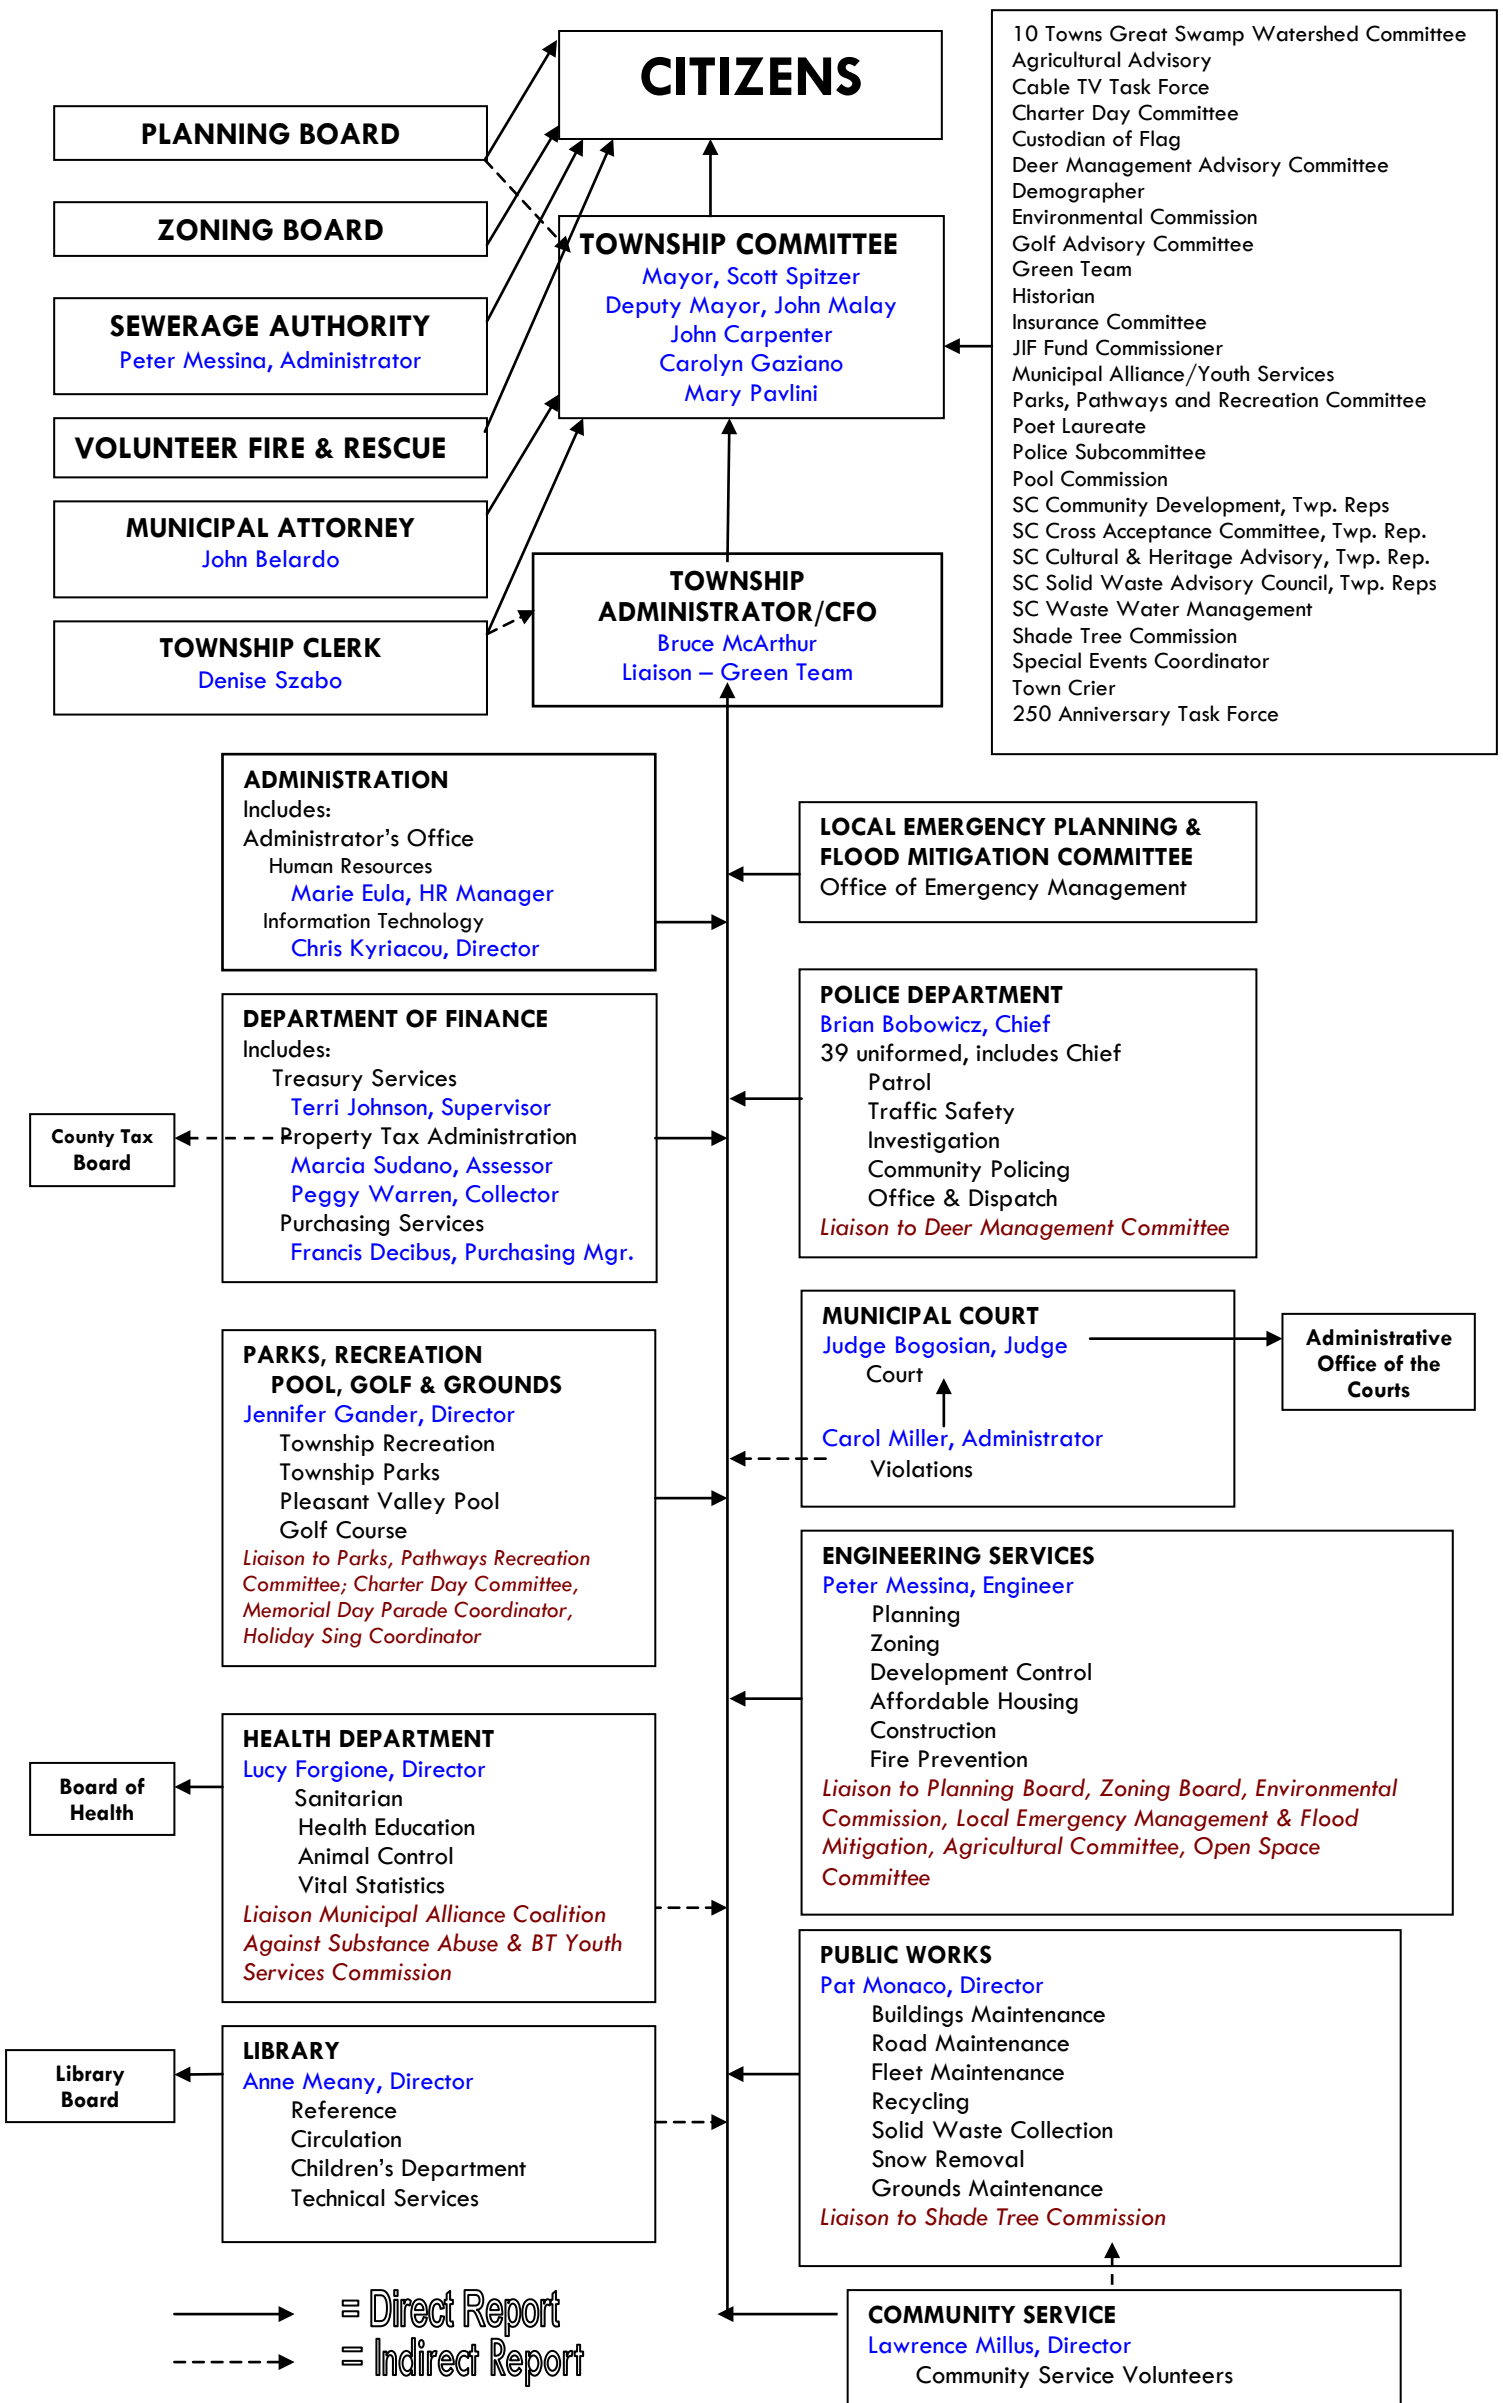 CITIZENS
PLANNING BOARD
ZONING BOARD
SEWERAGE AUTHORITY
Peter Messina, Administrator
VOLUNTEER FIRE & RESCUE
MUNICIPAL ATTORNEY
John Belardo
TOWNSHIP CLERK
Denise Szabo
TOWNSHIP COMMITTEE
Mayor, Scott Spitzer
Deputy Mayor, John Malay
John Carpenter
Carolyn Gaziano
Mary Pavlini
TOWNSHIP
ADMINISTRATOR/CFO
Bruce McArthur
Liaison – Green Team
10 Towns Great Swamp Watershed Committee
Agricultural Advisory
Cable TV Task Force
Charter Day Committee
Custodian of Flag
Deer Management Advisory Committee
Demographer
Environmental Commission
Golf Advisory Committee
Green Team
Historian
Insurance Committee
JIF Fund Commissioner
Municipal Alliance/Youth Services
Parks, Pathways and Recreation Committee
Poet Laureate
Police Subcommittee
Pool Commission
SC Community Development, Twp. Reps
SC Cross Acceptance Committee, Twp. Rep.
SC Cultural & Heritage Advisory, Twp. Rep.
SC Solid Waste Advisory Council, Twp. Reps
SC Waste Water Management
Shade Tree Commission
Special Events Coordinator
Town Crier
250 Anniversary Task Force
ADMINISTRATION
Includes:
Administrator's Office
Human Resources
Marie Eula, HR Manager
Information Technology
Chris Kyriacou, Director
LOCAL EMERGENCY PLANNING &
FLOOD MITIGATION COMMITTEE
Office of Emergency Management
DEPARTMENT OF FINANCE
Includes:
Treasury Services
Terri Johnson, Supervisor
Property Tax Administration
Marcia Sudano, Assessor
Peggy Warren, Collector
Purchasing Services
Francis Decibus, Purchasing Mgr.
County Tax
Board
POLICE DEPARTMENT
Brian Bobowicz, Chief
39 uniformed, includes Chief
Patrol
Traffic Safety
Investigation
Community Policing
Office & Dispatch
Liaison to Deer Management Committee
MUNICIPAL COURT
Judge Bogosian, Judge
Court
Carol Miller, Administrator
Violations
Administrative
Office of the
Courts
PARKS, RECREATION
POOL, GOLF & GROUNDS
Jennifer Gander, Director
Township Recreation
Township Parks
Pleasant Valley Pool
Golf Course
Liaison to Parks, Pathways Recreation
Committee; Charter Day Committee,
Memorial Day Parade Coordinator,
Holiday Sing Coordinator
ENGINEERING SERVICES
Peter Messina, Engineer
Planning
Zoning
Development Control
Affordable Housing
Construction
Fire Prevention
Liaison to Planning Board, Zoning Board, Environmental
Commission, Local Emergency Management & Flood
Mitigation, Agricultural Committee, Open Space
Committee
HEALTH DEPARTMENT
Lucy Forgione, Director
Sanitarian
Health Education
Animal Control
Vital Statistics
Liaison Municipal Alliance Coalition
Against Substance Abuse & BT Youth
Services Commission
Board of
Health
PUBLIC WORKS
Pat Monaco, Director
Buildings Maintenance
Road Maintenance
Fleet Maintenance
Recycling
Solid Waste Collection
Snow Removal
Grounds Maintenance
Liaison to Shade Tree Commission
LIBRARY
Anne Meany, Director
Reference
Circulation
Children's Department
Technical Services
Library
Board
COMMUNITY SERVICE
Lawrence Millus, Director
Community Service Volunteers
= Direct Report
= Indirect Report